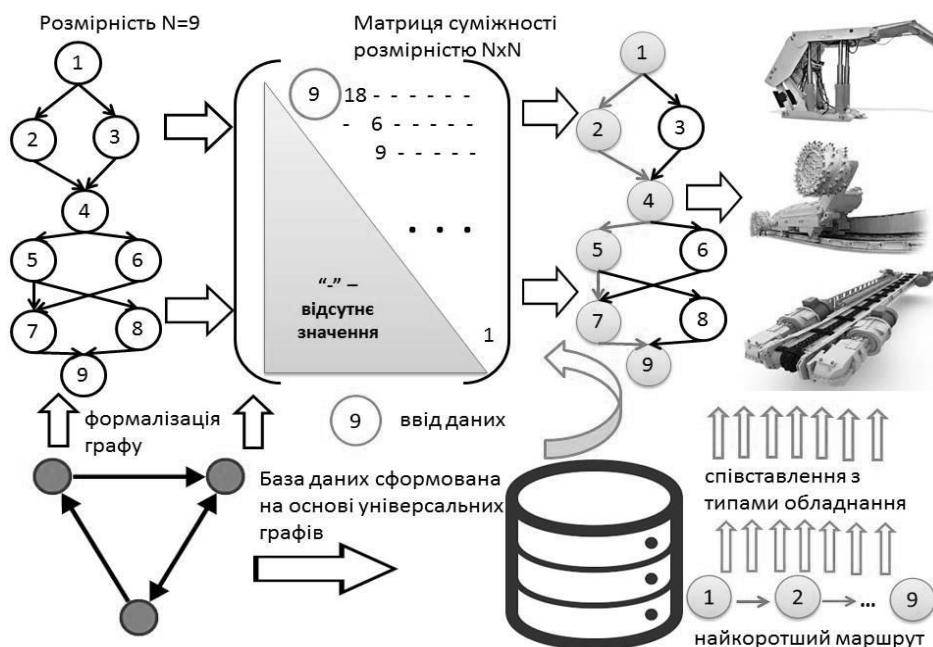 Розмірність N=9
Матриця суміжності
розмірністю NxN
1
2
3
4
5
6
7
8
9
9 18 - - - - - -
- 6 - - - -
9 - - - - -
. . .
“-” –
відсутнє
значення
1
1
2
3
4
5
6
7
8
9
формалізація
графу
9 ввід даних
База даних сформована
на основі універсальних
графів
співставлення з
типами обладнання
1 2 ... 9
найкоротший маршрут